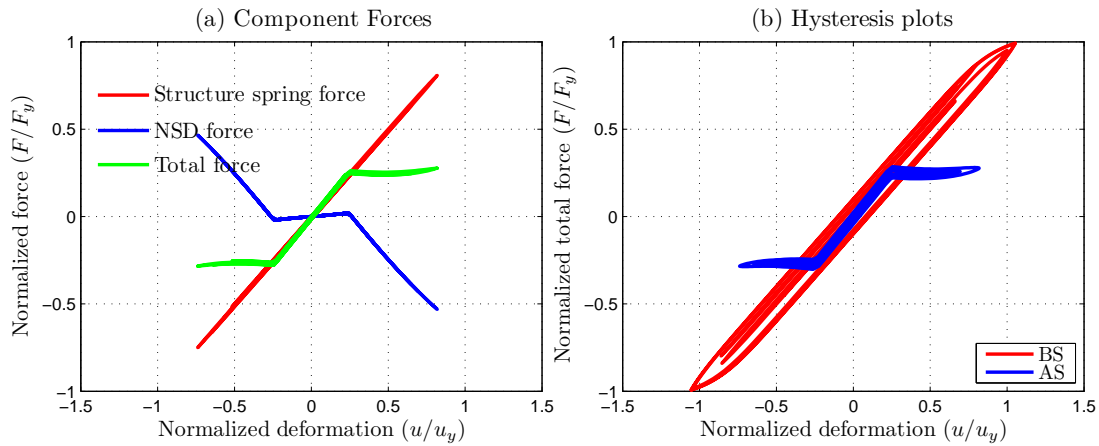 (a) Component Forces
Normalized force (F/F_y)
1
0.5
0
−0.5
−1
Structure spring force
NSD force
Total force
−1.5 −1 −0.5 0 0.5 1 1.5
Normalized deformation (u/u_y)
(b) Hysteresis plots
Normalized total force (F/F_y)
1
0.5
0
−0.5
−1
BS
AS
−1.5 −1 −0.5 0 0.5 1 1.5
Normalized deformation (u/u_y)